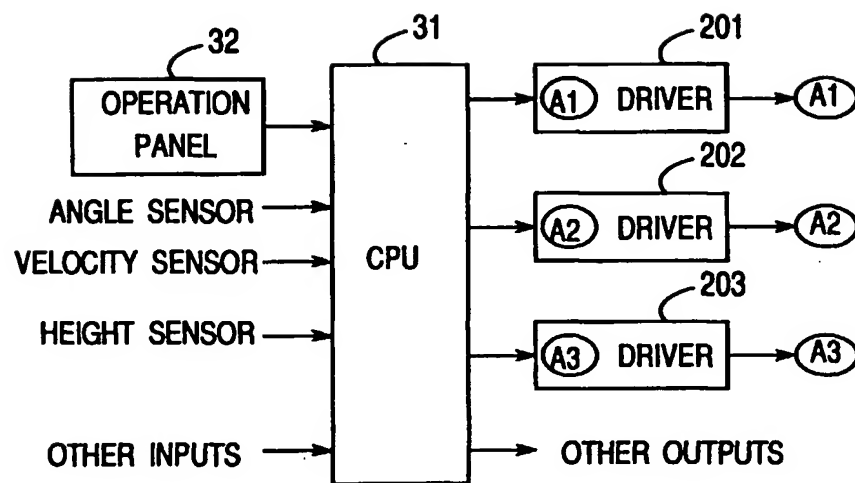 32
31
201
OPERATION
PANEL
A1 DRIVER
A1
202
ANGLE SENSOR
A2 DRIVER
A2
VELOCITY SENSOR
CPU
203
HEIGHT SENSOR
A3 DRIVER
A3
OTHER INPUTS
OTHER OUTPUTS